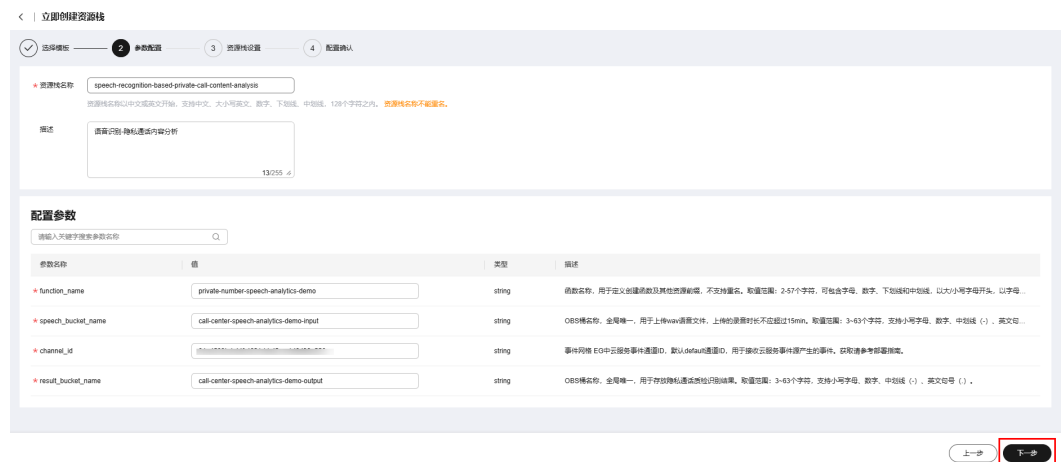 立即创建资源栈
选择模板 2 参数配置 3 资源栈设置 4 配置确认
* 资源栈名称 speech-recognition-based-private-call-content-analysis
资源栈名称以中文或英文开始，支持中文、大小写英文、数字、下划线、中划线，128个字符之内。 资源栈名称不能重名。
描述 语音识别-隐私通话内容分析
13/255
配置参数
请输入关键字搜索参数名称
参数名称 值 类型 描述
* function_name private-number-speech-analytics-demo string 函数名称，用于定义创建函数及其他资源前缀，不支持重名。取值范围：2-57个字符，可包含字母、数字、下划线和中划线，以大/小写字母开头，以字母...
* speech_bucket_name call-center-speech-analytics-demo-input string OBS桶名称，全局唯一，用于上传wav语音文件，上传的录音时长不应超过15min。取值范围：3~63个字符，支持小写字母、数字、中划线（-）、英文句...
* channel_id string 事件网格 EG中云服务事件通道ID，默认default通道ID，用于接收云服务事件源产生的事件。获取请参考部署指南。
* result_bucket_name call-center-speech-analytics-demo-output string OBS桶名称，全局唯一，用于存放隐私通话质检识别结果。取值范围：3-63个字符，支持小写字母、数字、中划线（-）、英文句号（.）。
上一步 下一步